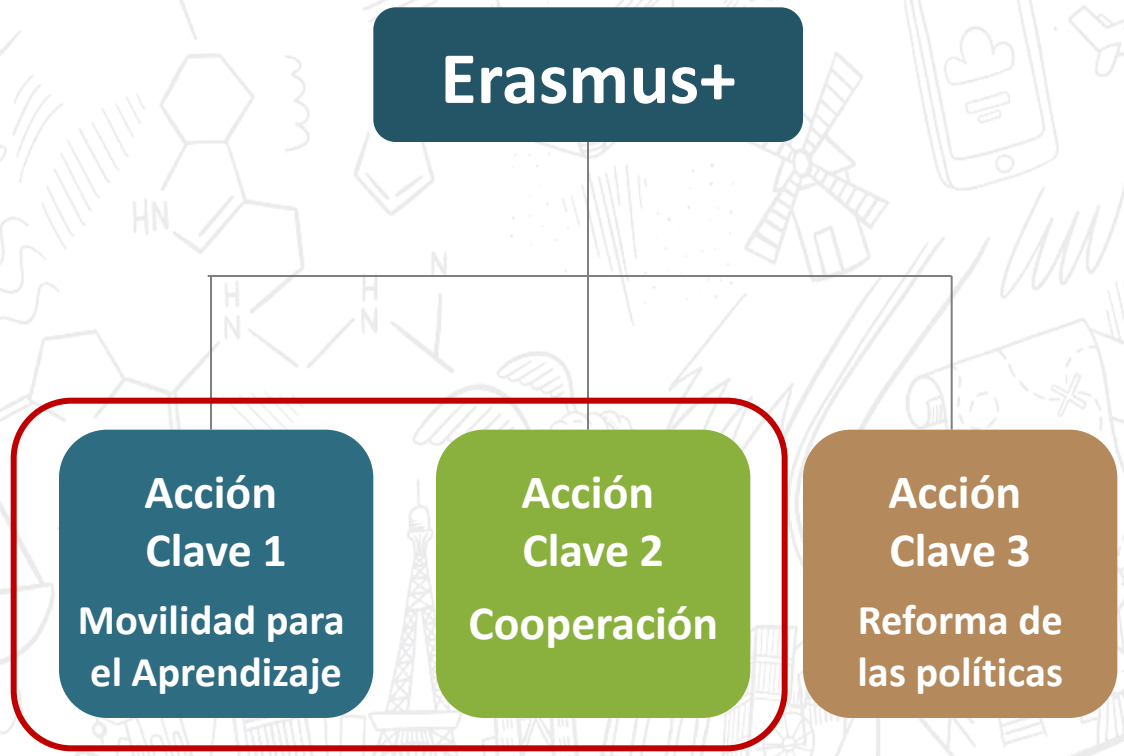 Erasmus+
Acción
Clave 1
Movilidad para
el Aprendizaje
Acción
Clave 2
Cooperación
Acción
Clave 3
Reforma de
las políticas
HN
N
H
N
H
N